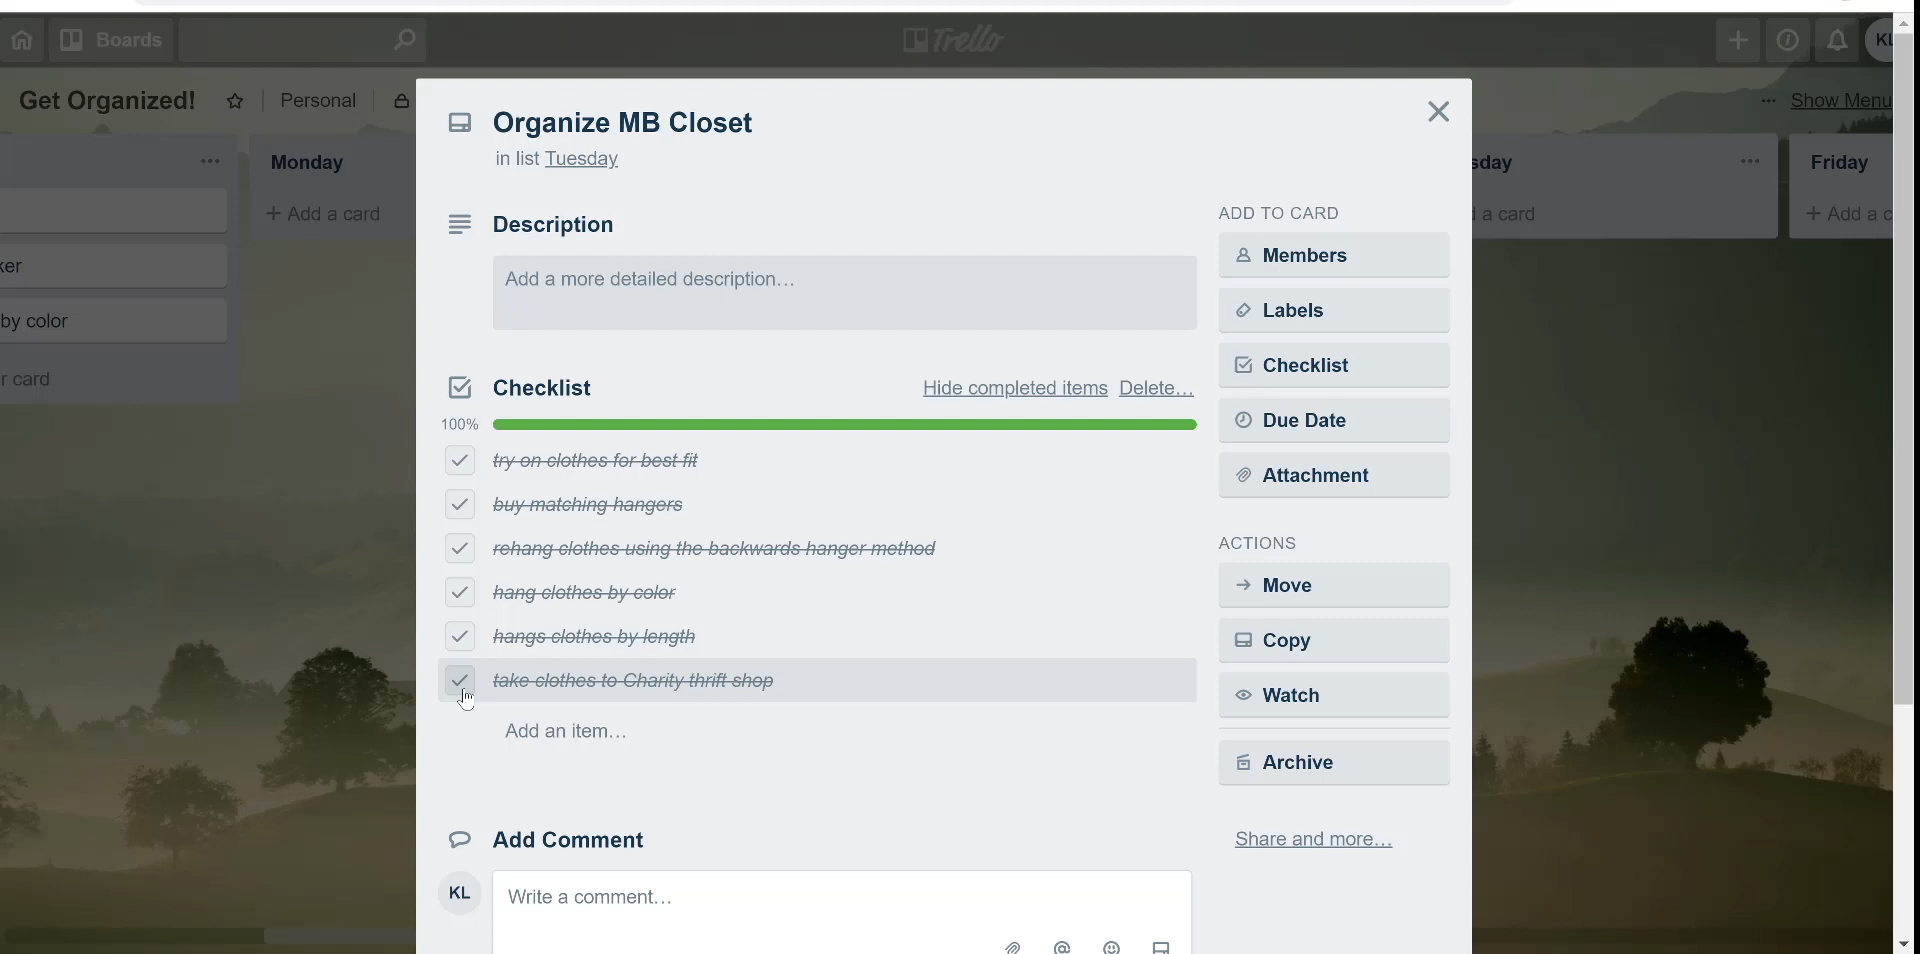 Boards
Trello
KL
Get Organized!
Personal
Show Menu
Monday
+ Add a card
by color
r card
sday
a card
Friday
+ Add a c
Organize MB Closet
in list Tuesday
Description
Add a more detailed description…
Checklist
Hide completed items
Delete…
100%
try on clothes for best fit
buy matching hangers
rehang clothes using the backwards hanger method
hang clothes by color
hangs clothes by length
take clothes to Charity thrift shop
Add an item…
Add Comment
KL
Write a comment…
ADD TO CARD
Members
Labels
Checklist
Due Date
Attachment
ACTIONS
Move
Copy
Watch
Archive
Share and more…